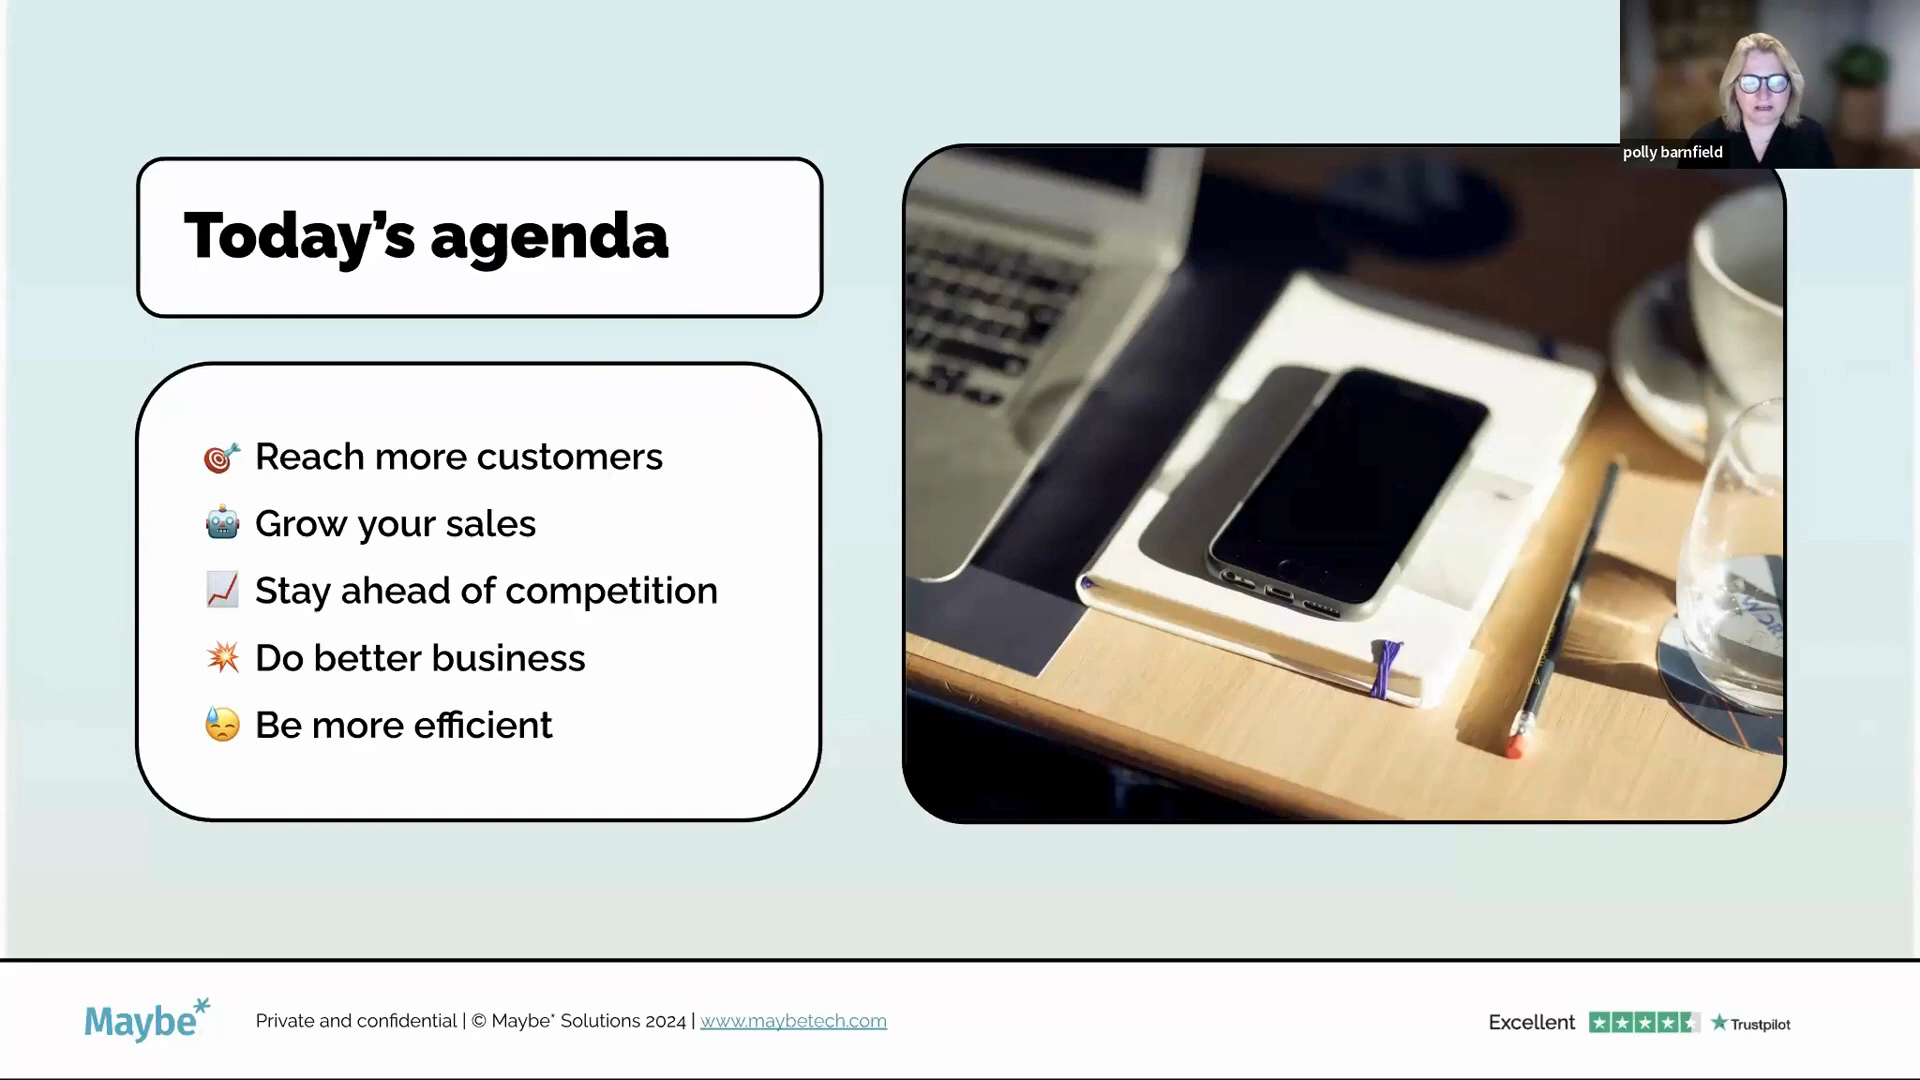 polly barnfield
Today’s agenda
🎯 Reach more customers
🤖 Grow your sales
📈 Stay ahead of competition
💥 Do better business
😓 Be more efficient
Maybe*
Private and confidential | © Maybe* Solutions 2024 | www.maybetech.com
Excellent
Trustpilot